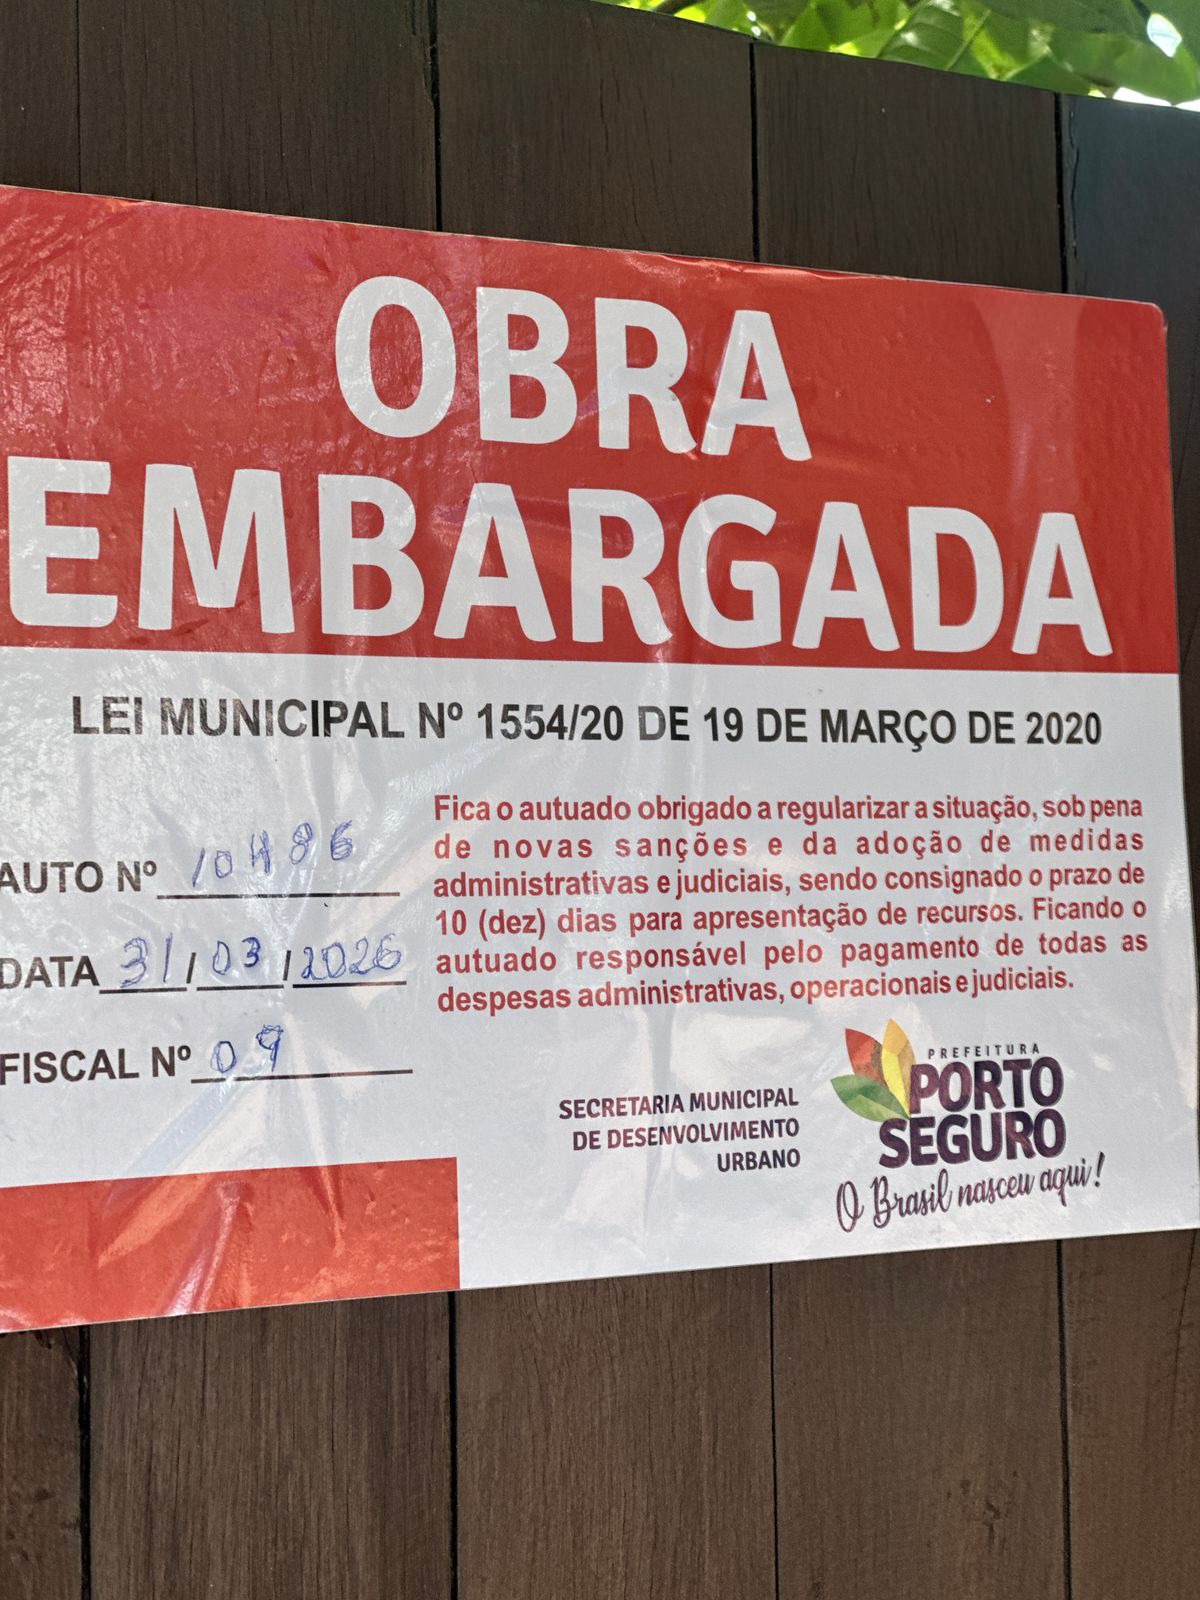 OBRA
EMBARGADA
LEI MUNICIPAL Nº 1554/20 DE 19 DE MARÇO DE 2020
AUTO Nº 10486
DATA 31/03/2026
FISCAL Nº 09
Fica o autuado obrigado a regularizar a situação, sob pena
de novas sanções e da adoção de medidas
administrativas e judiciais, sendo consignado o prazo de
10 (dez) dias para apresentação de recursos. Ficando o
autuado responsável pelo pagamento de todas as
despesas administrativas, operacionais e judiciais.
SECRETARIA MUNICIPAL
DE DESENVOLVIMENTO
URBANO
PREFEITURA
PORTO
SEGURO
O Brasil nasceu aqui!